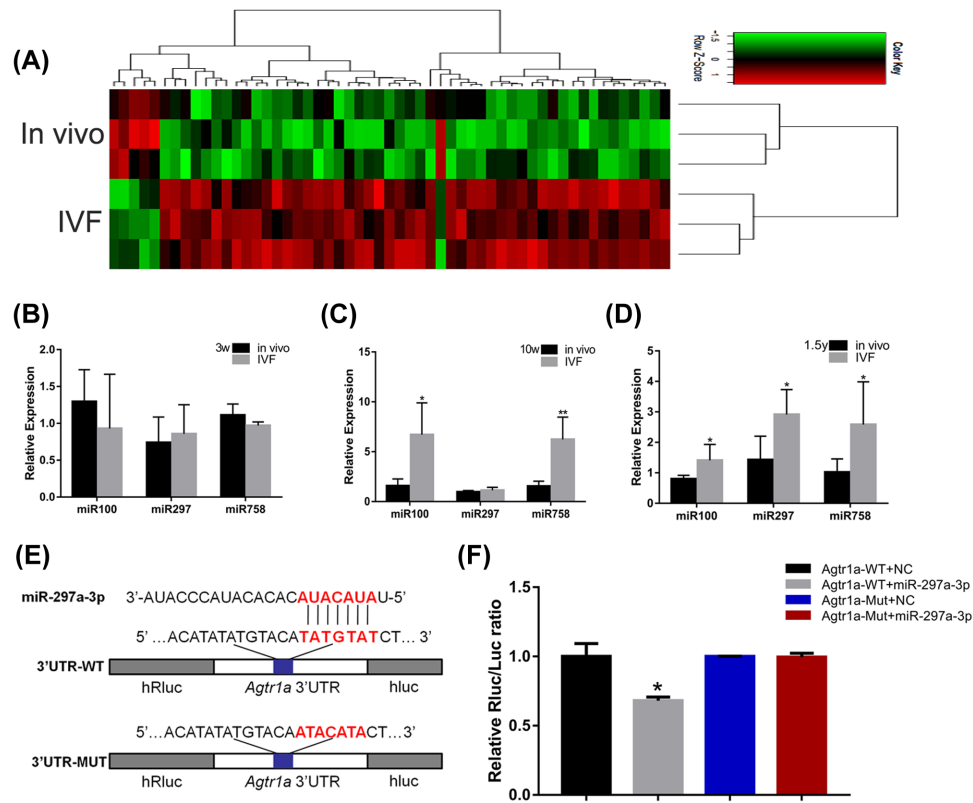 (A)
-1.5
0
1
Row Z-Score
Color Key
In vivo
IVF
(B)
3w
in vivo
IVF
Relative Expression
2.0
1.5
1.0
0.5
0.0
miR100
miR297
miR758
(C)
10w
in vivo
IVF
Relative Expression
15
10
5
0
*
**
miR100
miR297
miR758
(D)
1.5y
in vivo
IVF
Relative Expression
5
4
3
2
1
0
*
*
*
miR100
miR297
miR758
(E)
miR-297a-3p
3'-AUACCCAUACACACAUACAUAU-5'
5' ...ACATATATGTACATATGTATCT... 3'
3'UTR-WT
hRluc
Agtr1a 3'UTR
hluc
5'...ACATATATGTACAATACATACT...3'
3'UTR-MUT
hRluc
Agtr1a 3'UTR
hluc
(F)
Agtr1a-WT+NC
Agtr1a-WT+miR-297a-3p
Agtr1a-Mut+NC
Agtr1a-Mut+miR-297a-3p
Relative Rluc/Luc ratio
1.5
1.0
0.5
0.0
*